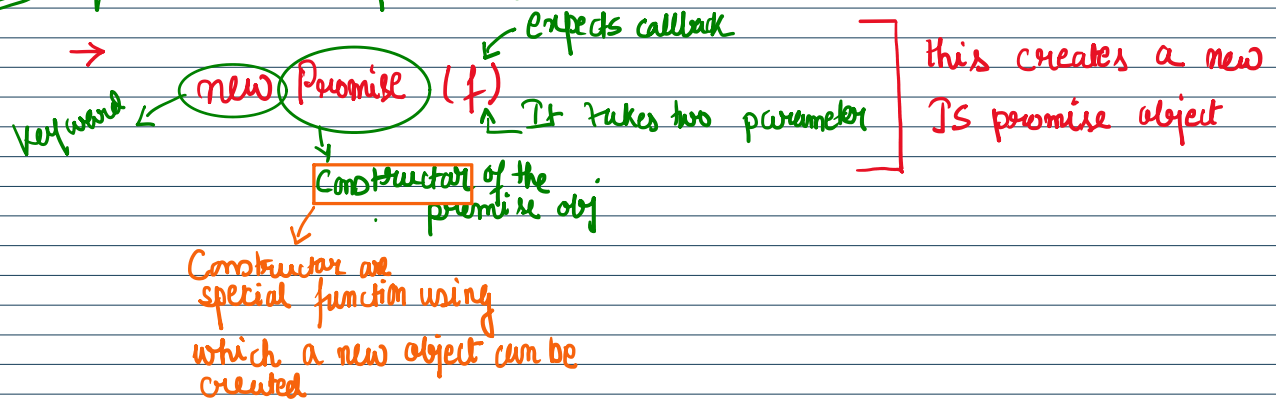 expects callback
→ new Promise (f)
keyword
It takes two parameter
this creates a new
JS promise object
Constructor of the
promise obj
Constructor are
special function using
which a new object can be
created